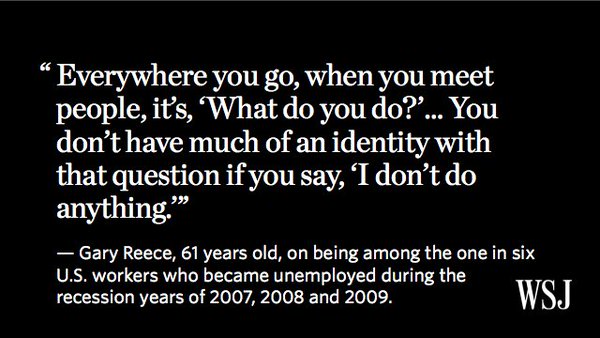 “ Everywhere you go, when you meet
people, it’s, ‘What do you do?’... You
don’t have much of an identity with
that question if you say, ‘I don’t do
anything.’”
— Gary Reece, 61 years old, on being among the one in six
U.S. workers who became unemployed during the
recession years of 2007, 2008 and 2009.
WSJ